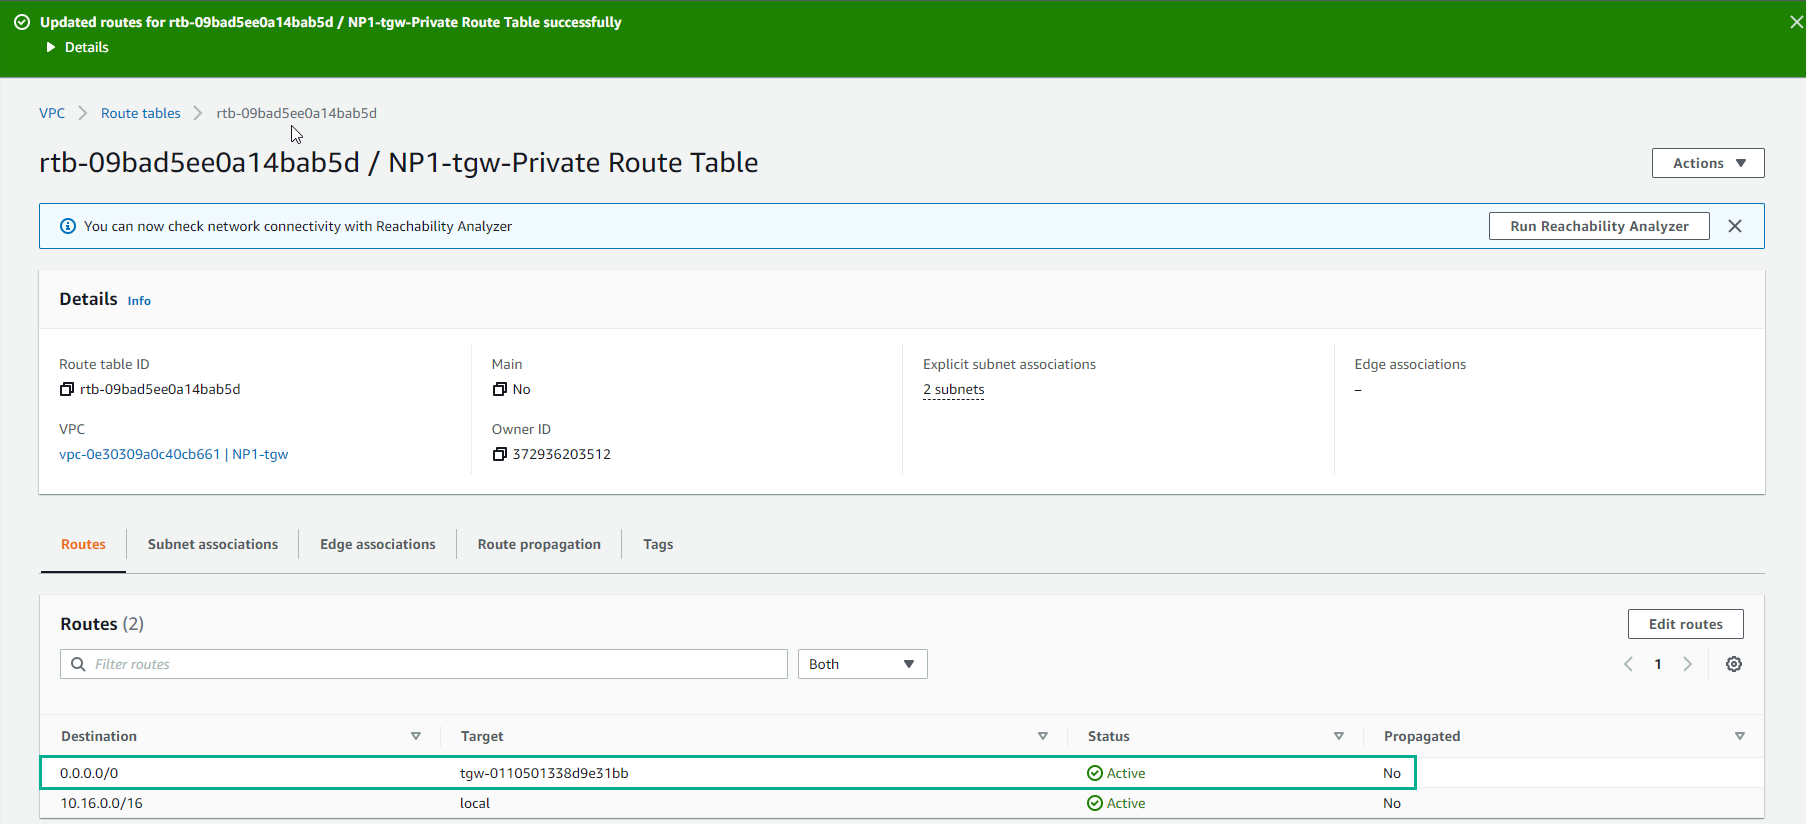 Updated routes for rtb-09bad5ee0a14bab5d / NP1-tgw-Private Route Table successfully
Details
VPC
Route tables
rtb-09bad5ee0a14bab5d
rtb-09bad5ee0a14bab5d / NP1-tgw-Private Route Table
Actions
You can now check network connectivity with Reachability Analyzer
Run Reachability Analyzer
Details Info
Route table ID
rtb-09bad5ee0a14bab5d
Main
No
Explicit subnet associations
2 subnets
Edge associations
–
VPC
vpc-0e30309a0c40cb661 | NP1-tgw
Owner ID
372936203512
Routes
Subnet associations
Edge associations
Route propagation
Tags
Routes (2)
Edit routes
Filter routes
Both
1
Destination Target Status Propagated
0.0.0.0/0 tgw-0110501338d9e31bb Active No
10.16.0.0/16 local Active No